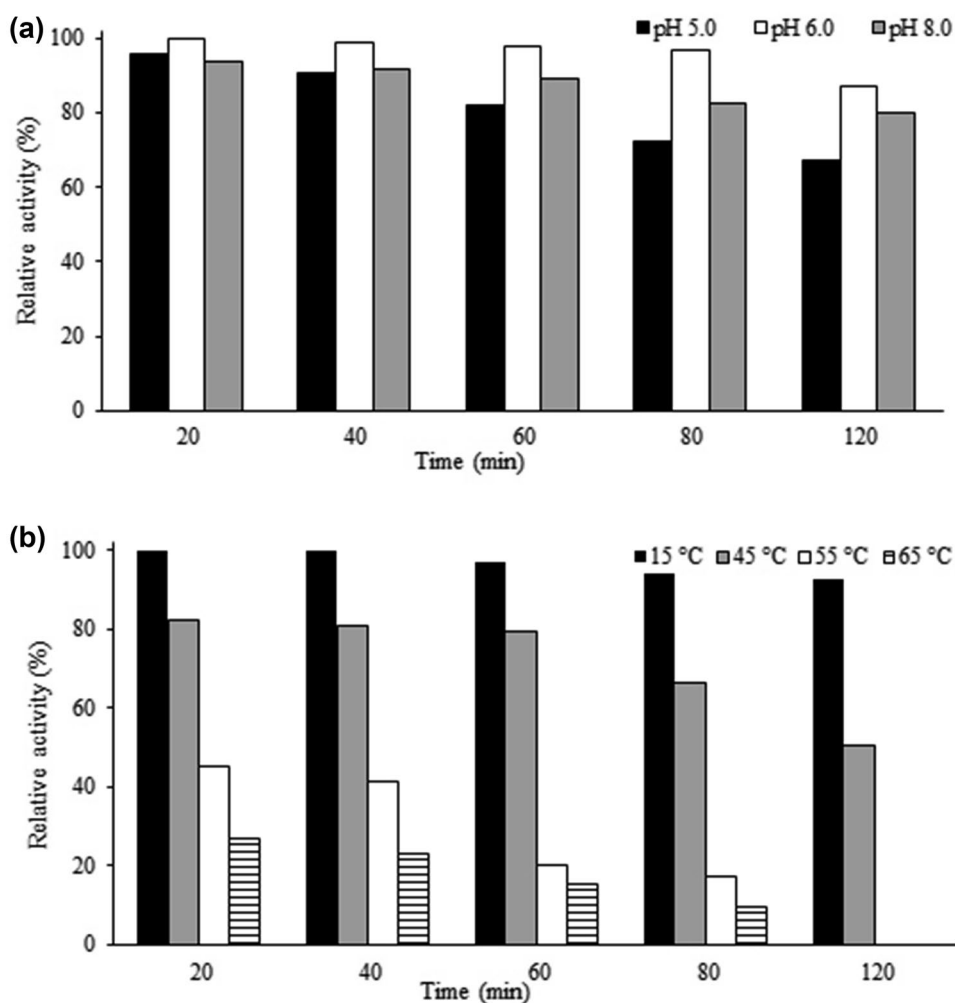 (a)
pH 5.0 pH 6.0 pH 8.0
100
80
60
40
20
0
Relative activity (%)
20 40 60 80 120
Time (min)
(b)
15 °C 45 °C 55 °C 65 °C
100
80
60
40
20
0
Relative activity (%)
20 40 60 80 120
Time (min)